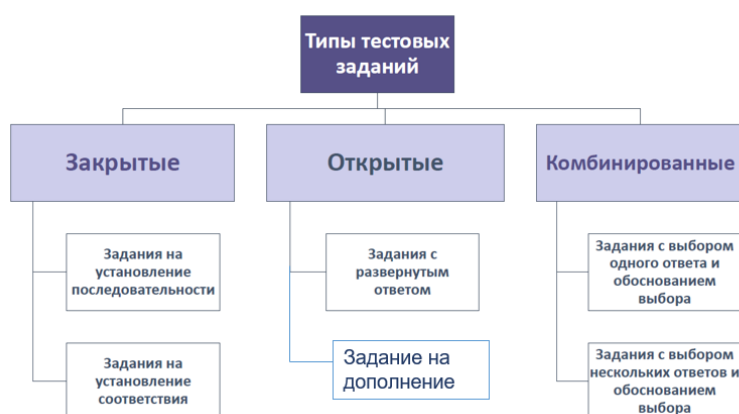 Типы тестовых
заданий
Закрытые
Открытые
Комбинированные
Задания на
установление
последовательности
Задания с
развернутым
ответом
Задания с выбором
одного ответа и
обоснованием
выбора
Задания на
установление
соответствия
Задание на
дополнение
Задания с выбором
нескольких ответов и
обоснованием
выбора